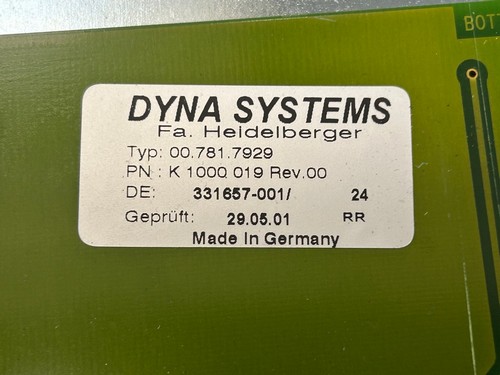 BOT
DYNA SYSTEMS
Fa. Heidelberger
Typ: 00.781.7929
PN : K 1000 019 Rev.00
DE: 331657-001/ 24
Geprüft: 29.05.01 RR
Made In Germany